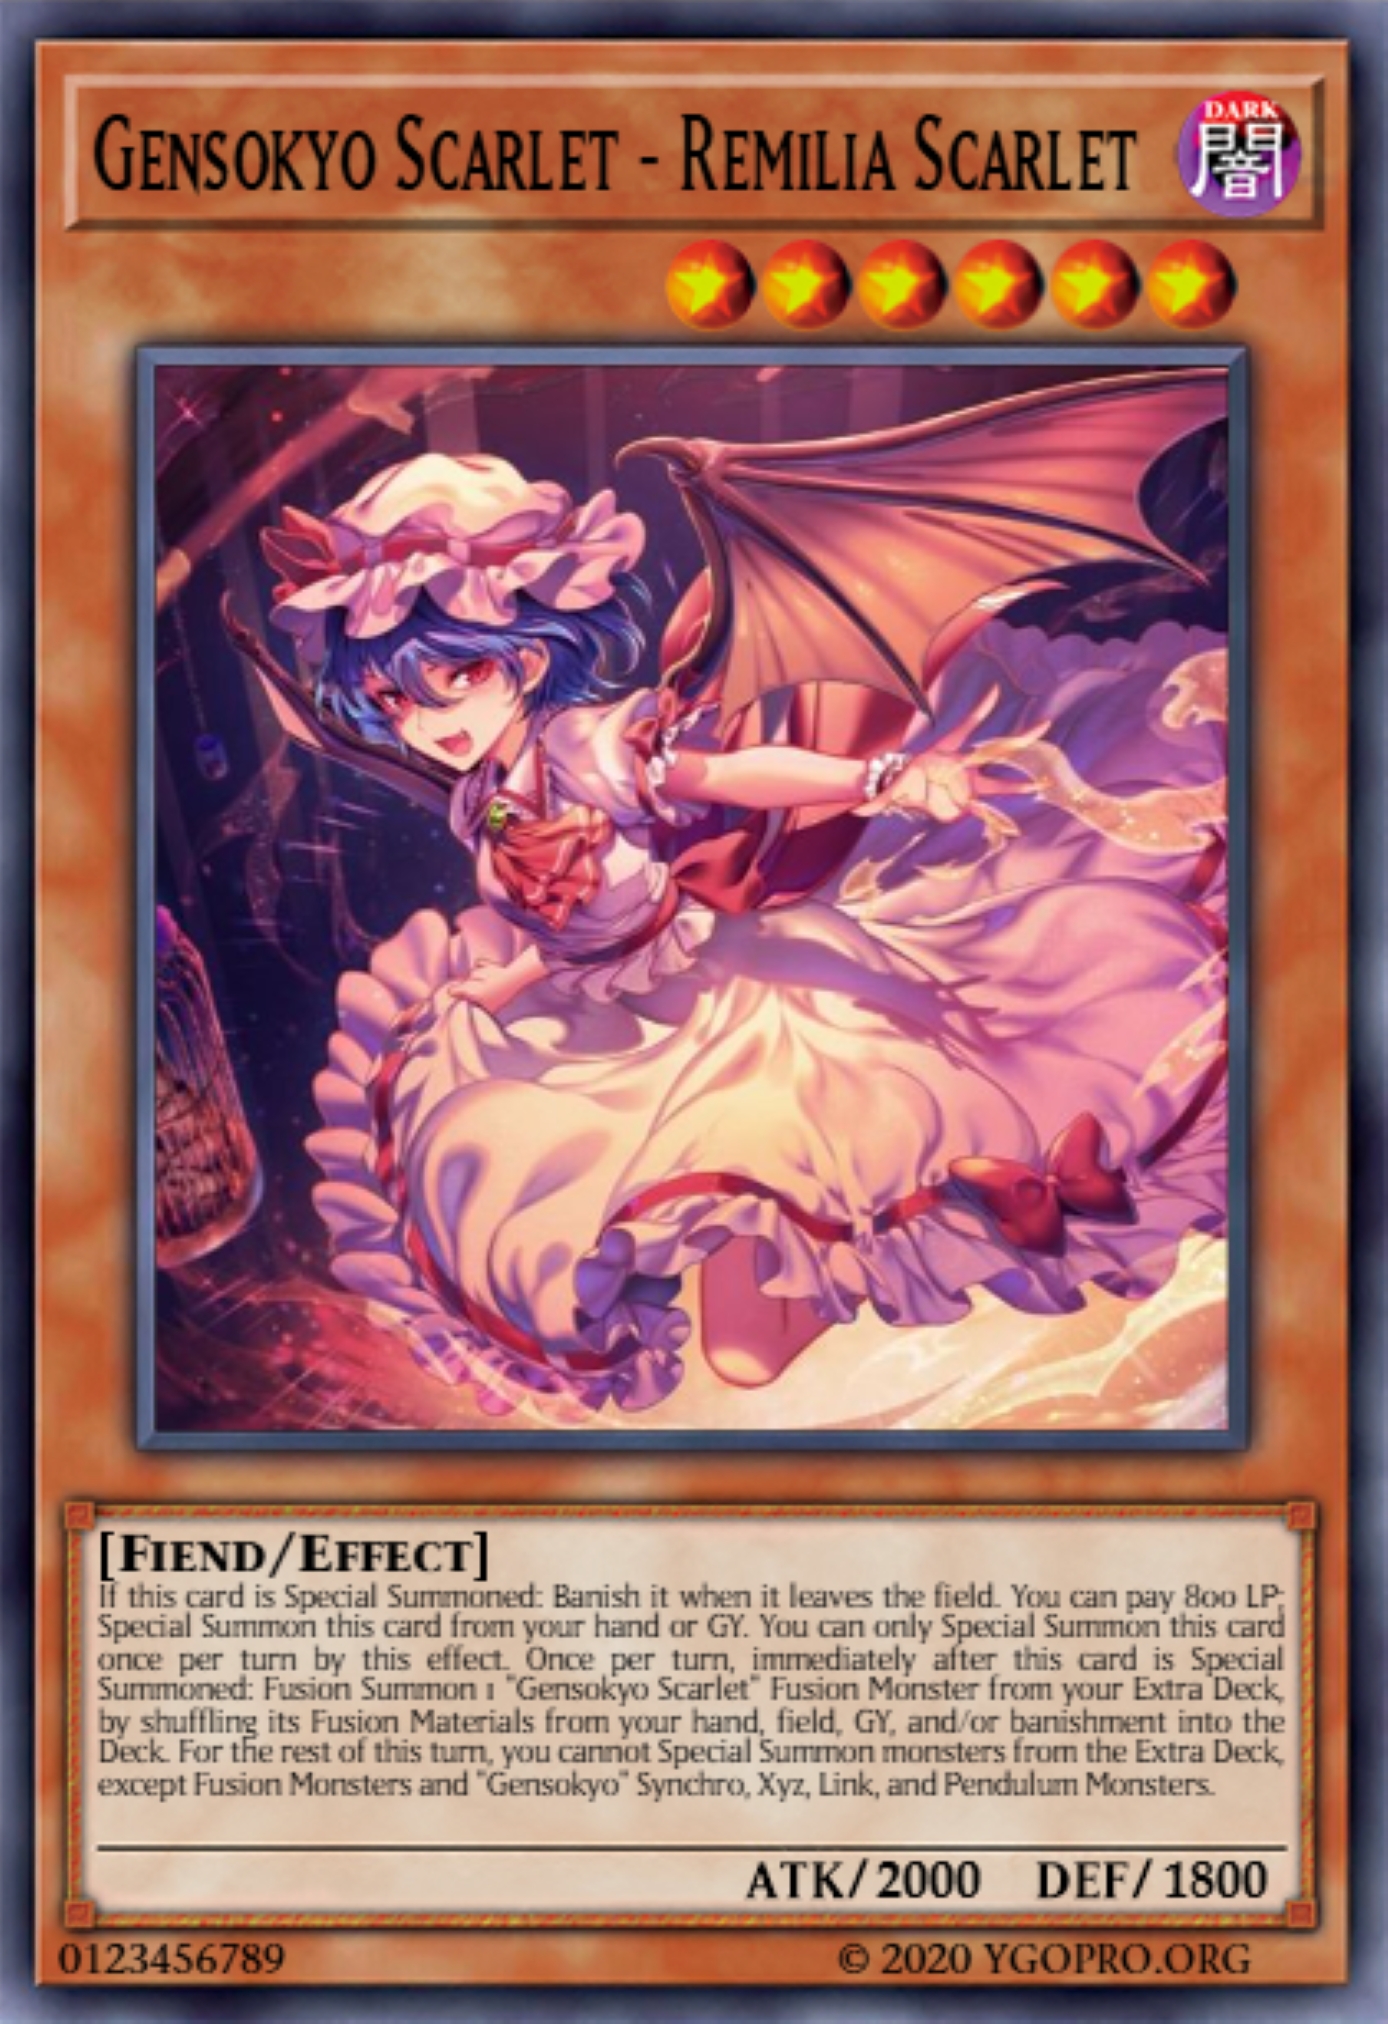 GENSOKYO SCARLET - REMILIA SCARLET
DARK
闇
[FIEND/EFFECT]
If this card is Special Summoned: Banish it when it leaves the field. You can pay 800 LP;
Special Summon this card from your hand or GY. You can only Special Summon this card
once per turn by this effect. Once per turn, immediately after this card is Special
Summoned: Fusion Summon 1 "Gensokyo Scarlet" Fusion Monster from your Extra Deck,
by shuffling its Fusion Materials from your hand, field, GY, and/or banishment into the
Deck. For the rest of this turn, you cannot Special Summon monsters from the Extra Deck,
except Fusion Monsters and "Gensokyo" Synchro, Xyz, Link, and Pendulum Monsters.
ATK/2000 DEF/1800
0123456789 © 2020 YGOPRO.ORG